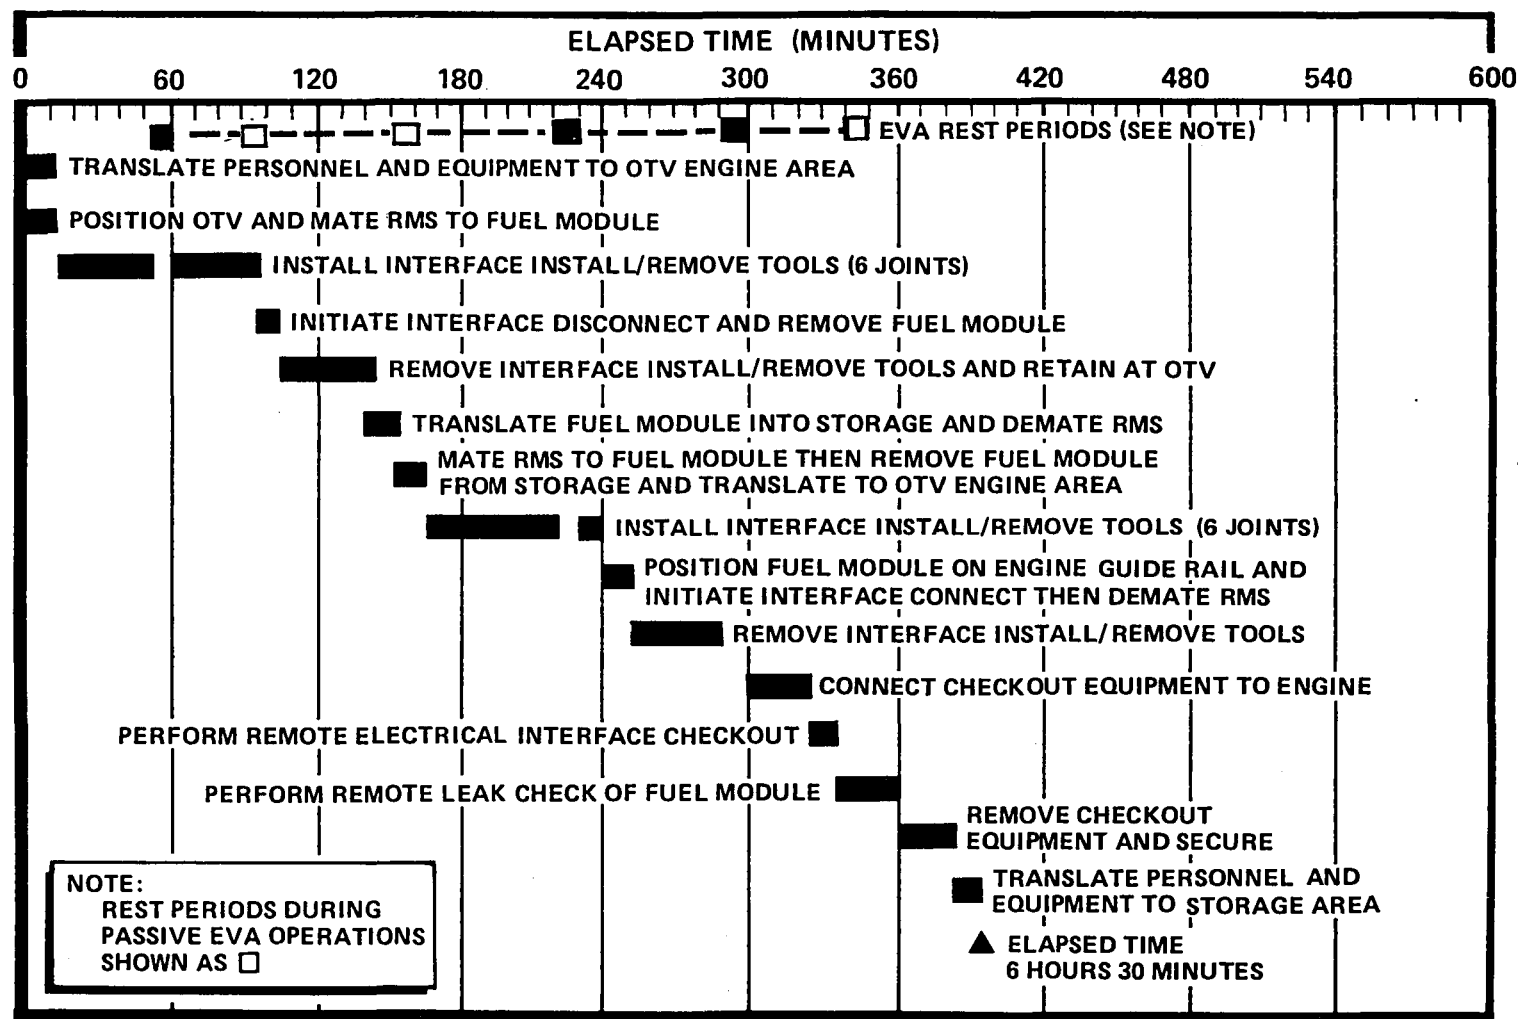 ELAPSED TIME (MINUTES)
0 60 120 180 240 300 360 420 480 540 600
EVA REST PERIODS (SEE NOTE)
TRANSLATE PERSONNEL AND EQUIPMENT TO OTV ENGINE AREA
POSITION OTV AND MATE RMS TO FUEL MODULE
INSTALL INTERFACE INSTALL/REMOVE TOOLS (6 JOINTS)
INITIATE INTERFACE DISCONNECT AND REMOVE FUEL MODULE
REMOVE INTERFACE INSTALL/REMOVE TOOLS AND RETAIN AT OTV
TRANSLATE FUEL MODULE INTO STORAGE AND DEMATE RMS
MATE RMS TO FUEL MODULE THEN REMOVE FUEL MODULE
FROM STORAGE AND TRANSLATE TO OTV ENGINE AREA
INSTALL INTERFACE INSTALL/REMOVE TOOLS (6 JOINTS)
POSITION FUEL MODULE ON ENGINE GUIDE RAIL AND
INITIATE INTERFACE CONNECT THEN DEMATE RMS
REMOVE INTERFACE INSTALL/REMOVE TOOLS
CONNECT CHECKOUT EQUIPMENT TO ENGINE
PERFORM REMOTE ELECTRICAL INTERFACE CHECKOUT
PERFORM REMOTE LEAK CHECK OF FUEL MODULE
REMOVE CHECKOUT
EQUIPMENT AND SECURE
TRANSLATE PERSONNEL AND
EQUIPMENT TO STORAGE AREA
ELAPSED TIME
6 HOURS 30 MINUTES
NOTE:
REST PERIODS DURING
PASSIVE EVA OPERATIONS
SHOWN AS □